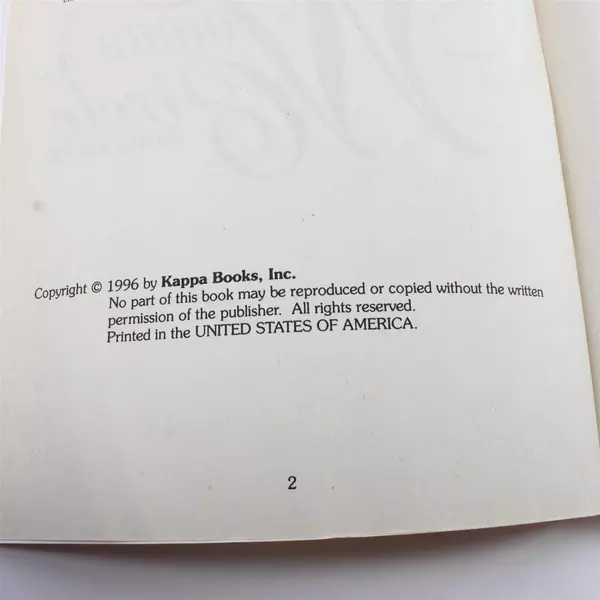 Copyright © 1996 by Kappa Books, Inc.
No part of this book may be reproduced or copied without the written
permission of the publisher. All rights reserved.
Printed in the UNITED STATES OF AMERICA.
2